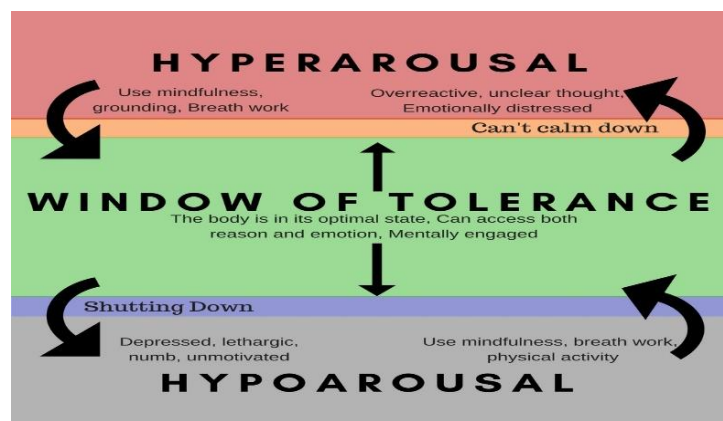 HYPERAROUSAL
Use mindfulness,
grounding, Breath work
Overreactive, unclear thought,
Emotionally distressed
Can't calm down
WINDOW OF TOLERANCE
The body is in its optimal state, Can access both
reason and emotion, Mentally engaged
Shutting Down
Depressed, lethargic,
numb, unmotivated
Use mindfulness, breath work,
physical activity
HYPOAROUSAL